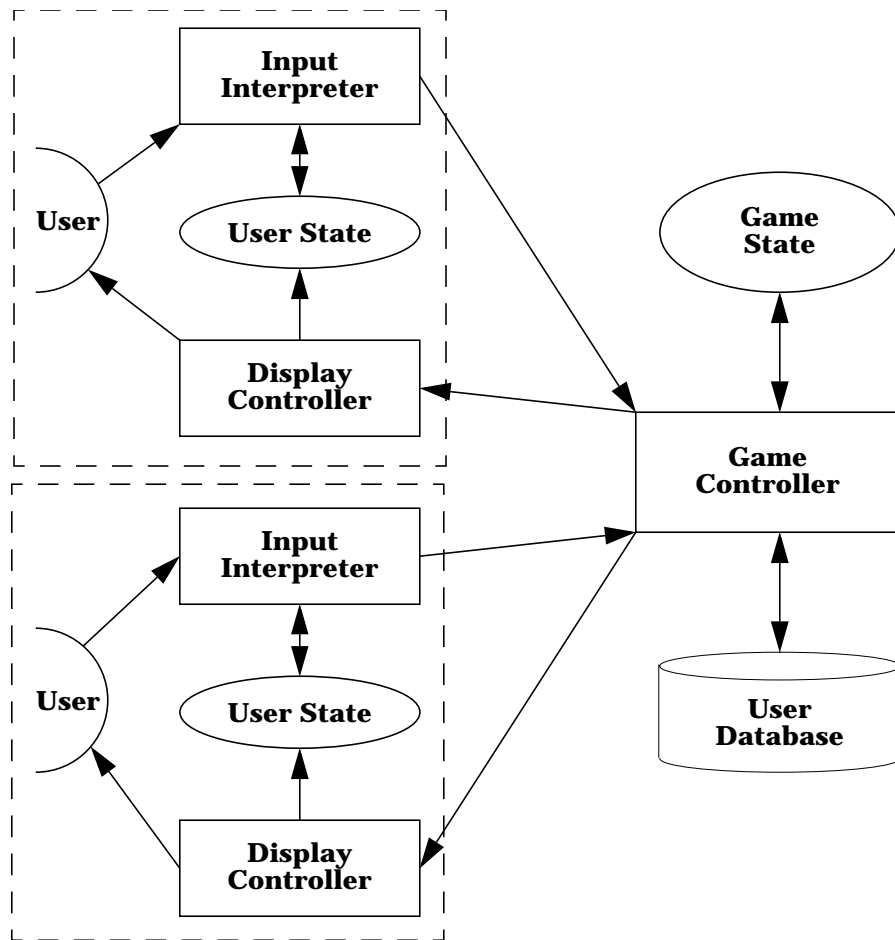 Input
Interpreter
User
User State
Display
Controller
Game
State
Game
Controller
Input
Interpreter
User
User State
Display
Controller
User
Database